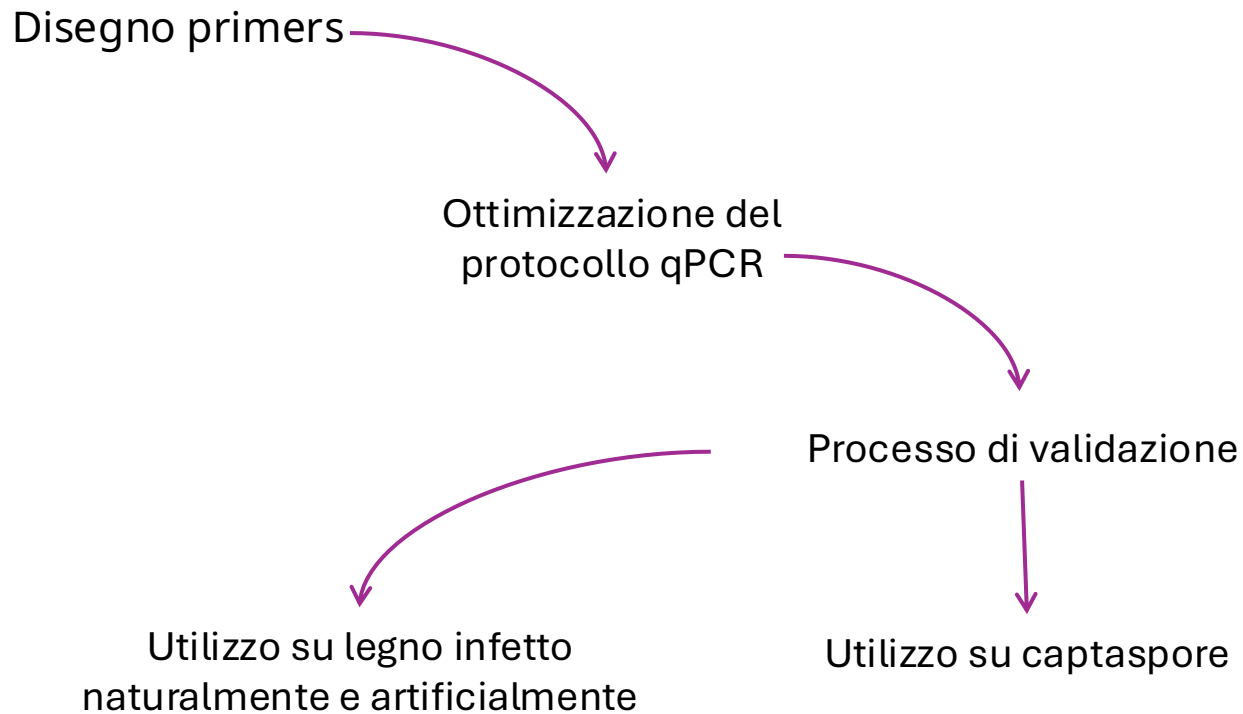 Disegno primers
Ottimizzazione del
protocollo qPCR
Processo di validazione
Utilizzo su legno infetto
naturalmente e artificialmente
Utilizzo su captaspore